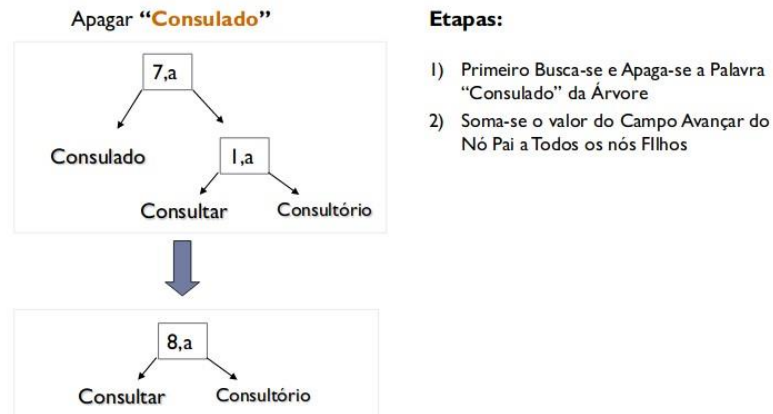 Apagar “Consulado”
7,a
Consulado
1,a
Consultar
Consultório
8,a
Consultar
Consultório
Etapas:
1) Primeiro Busca-se e Apaga-se a Palavra
“Consulado” da Árvore
2) Soma-se o valor do Campo Avançar do
Nó Pai a Todos os nós FIlhos